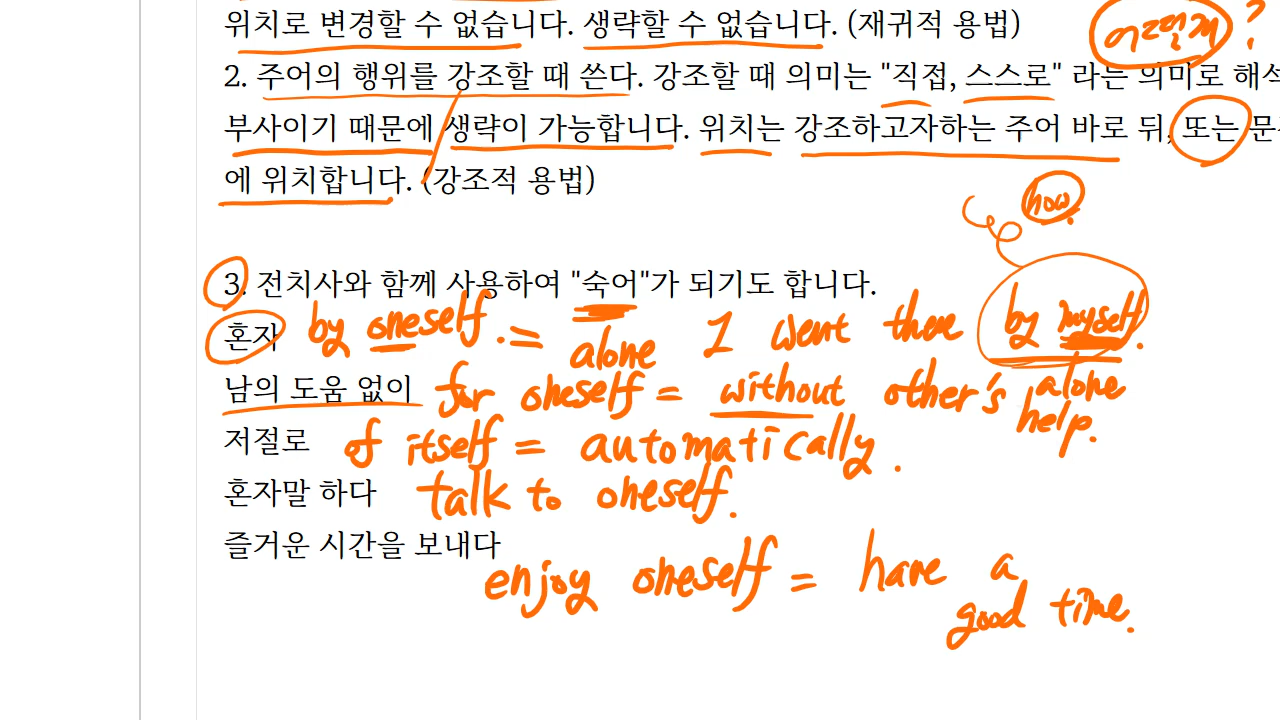 위치로 변경할 수 없습니다. 생략할 수 없습니다. (재귀적 용법)
어떻게?
2. 주어의 행위를 강조할 때 쓴다. 강조할 때 의미는 "직접, 스스로" 라는 의미로 해석
부사이기 때문에 생략이 가능합니다. 위치는 강조하고자하는 주어 바로 뒤, 또는 문장
에 위치합니다. (강조적 용법)
how.
3. 전치사와 함께 사용하여 "숙어"가 되기도 합니다.
혼자 by oneself. = alone I went there by myself.
alone
남의 도움 없이 for oneself = without other's help.
저절로 of itself = automatically.
혼자말 하다 talk to oneself.
즐거운 시간을 보내다 enjoy oneself = have a
good time.